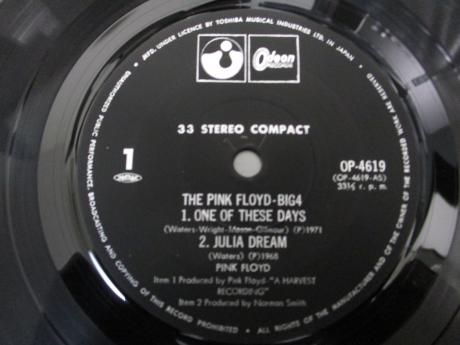 MFD. UNDER LICENCE BY TOSHIBA MUSICAL INDUSTRIES LTD. IN JAPAN
ALL RIGHTS OF THE MANUFACTURER AND OF THE OWNER OF THE RECORDED WORK ARE RESERVED
UNAUTHORIZED PUBLIC PERFORMANCE, BROADCASTING AND COPYING OF THIS RECORD PROHIBITED
Odeon
RECORDS
33 STEREO COMPACT
1
JASRAC
OP-4619
(OP-4619-AS)
33⅓ r. p. m.
THE PINK FLOYD-BIG4
1. ONE OF THESE DAYS
(Waters-Wright-Mason-Gilmour) (P)1971
2. JULIA DREAM
(Waters) (P)1968
PINK FLOYD
Item 1 Produced by Pink Floyd-"A HARVEST
RECORDING"
Item 2 Produced by Norman Smith